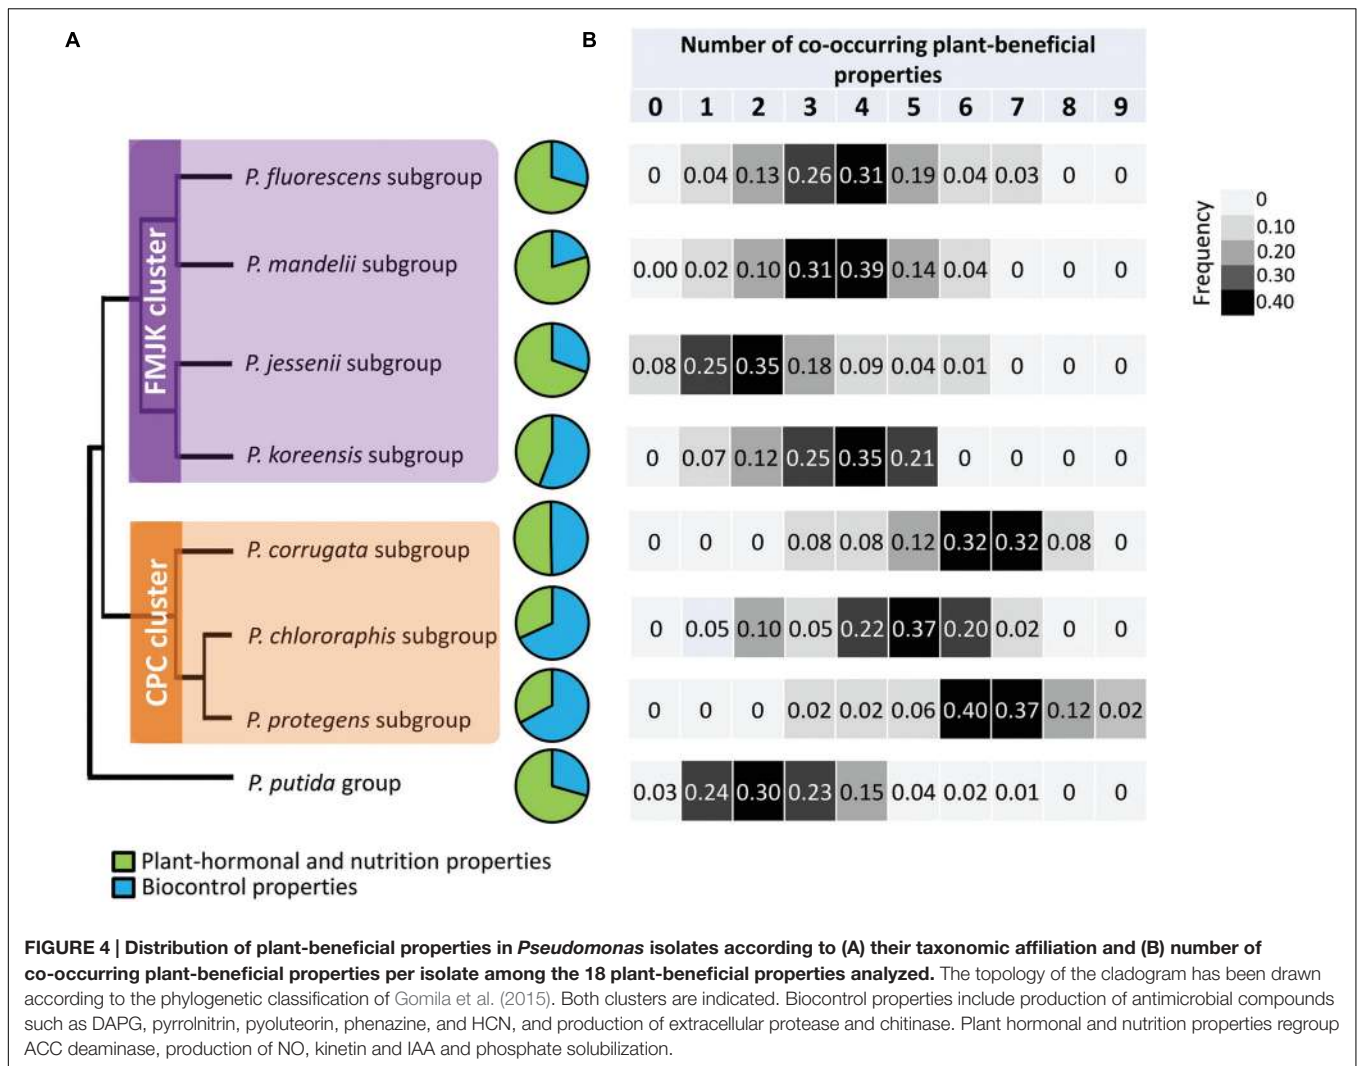 A
B
Number of co-occurring plant-beneficial
properties
0 1 2 3 4 5 6 7 8 9
FMJK cluster
P. fluorescens subgroup
0 0.04 0.13 0.26 0.31 0.19 0.04 0.03 0 0
P. mandelii subgroup
0.00 0.02 0.10 0.31 0.39 0.14 0.04 0 0 0
P. jessenii subgroup
0.08 0.25 0.35 0.18 0.09 0.04 0.01 0 0 0
P. koreensis subgroup
0 0.07 0.12 0.25 0.35 0.21 0 0 0 0
CPC cluster
P. corrugata subgroup
0 0 0 0.08 0.08 0.12 0.32 0.32 0.08 0
P. chlororaphis subgroup
0 0.05 0.10 0.05 0.22 0.37 0.20 0.02 0 0
P. protegens subgroup
0 0 0 0.02 0.02 0.06 0.40 0.37 0.12 0.02
P. putida group
0.03 0.24 0.30 0.23 0.15 0.04 0.02 0.01 0 0
Frequency
0
0.10
0.20
0.30
0.40
Plant-hormonal and nutrition properties
Biocontrol properties
FIGURE 4 | Distribution of plant-beneficial properties in Pseudomonas isolates according to (A) their taxonomic affiliation and (B) number of
co-occurring plant-beneficial properties per isolate among the 18 plant-beneficial properties analyzed. The topology of the cladogram has been drawn
according to the phylogenetic classification of Gomila et al. (2015). Both clusters are indicated. Biocontrol properties include production of antimicrobial compounds
such as DAPG, pyrrolnitrin, pyoluteorin, phenazine, and HCN, and production of extracellular protease and chitinase. Plant hormonal and nutrition properties regroup
ACC deaminase, production of NO, kinetin and IAA and phosphate solubilization.